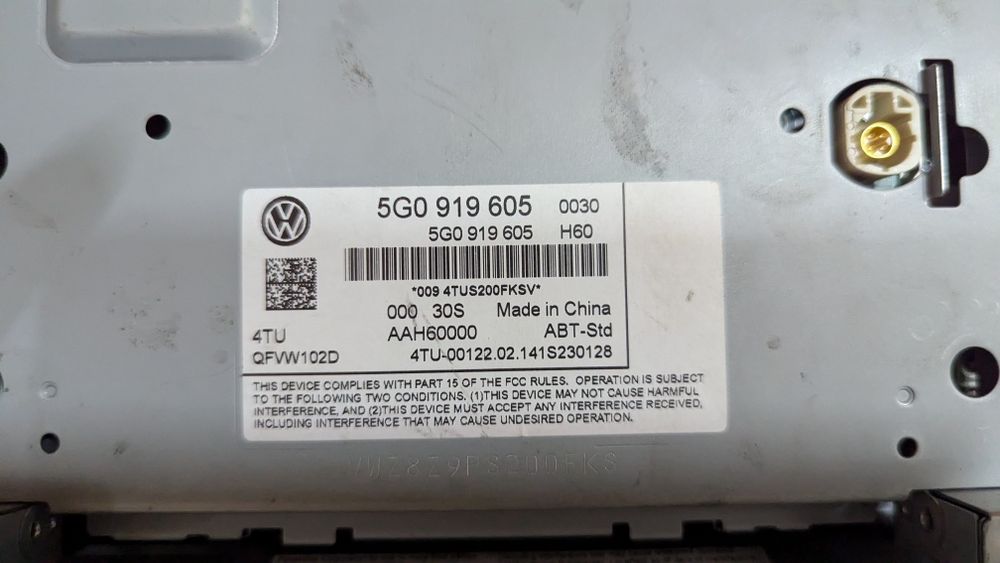 5G0 919 605 0030
5G0 919 605 H60
*009 4TUS200FKSV*
000 30S Made in China
4TU AAH60000 ABT-Std
QFVW102D 4TU-00122.02.141S230128
THIS DEVICE COMPLIES WITH PART 15 OF THE FCC RULES. OPERATION IS SUBJECT
TO THE FOLLOWING TWO CONDITIONS. (1)THIS DEVICE MAY NOT CAUSE HARMFUL
INTERFERENCE, AND (2)THIS DEVICE MUST ACCEPT ANY INTERFERENCE RECEIVED,
INCLUDING INTERFERENCE THAT MAY CAUSE UNDESIRED OPERATION.
VWZ8Z9PS200FKS